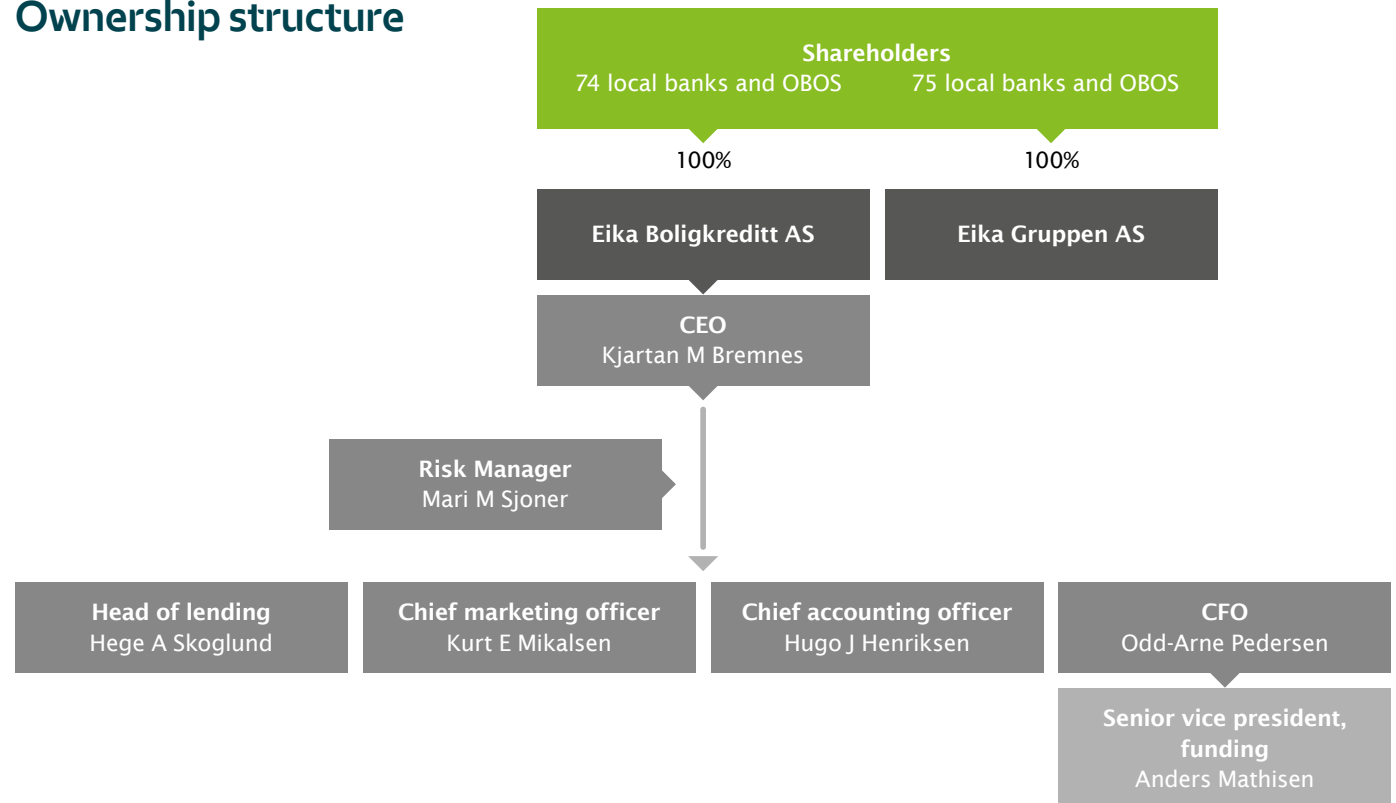 Ownership structure
Shareholders
74 local banks and OBOS
75 local banks and OBOS
100%
100%
Eika Boligkreditt AS
Eika Gruppen AS
CEO
Kjartan M Bremnes
Risk Manager
Mari M Sjoner
Head of lending
Hege A Skoglund
Chief marketing officer
Kurt E Mikalsen
Chief accounting officer
Hugo J Henriksen
CFO
Odd-Arne Pedersen
Senior vice president,
funding
Anders Mathisen